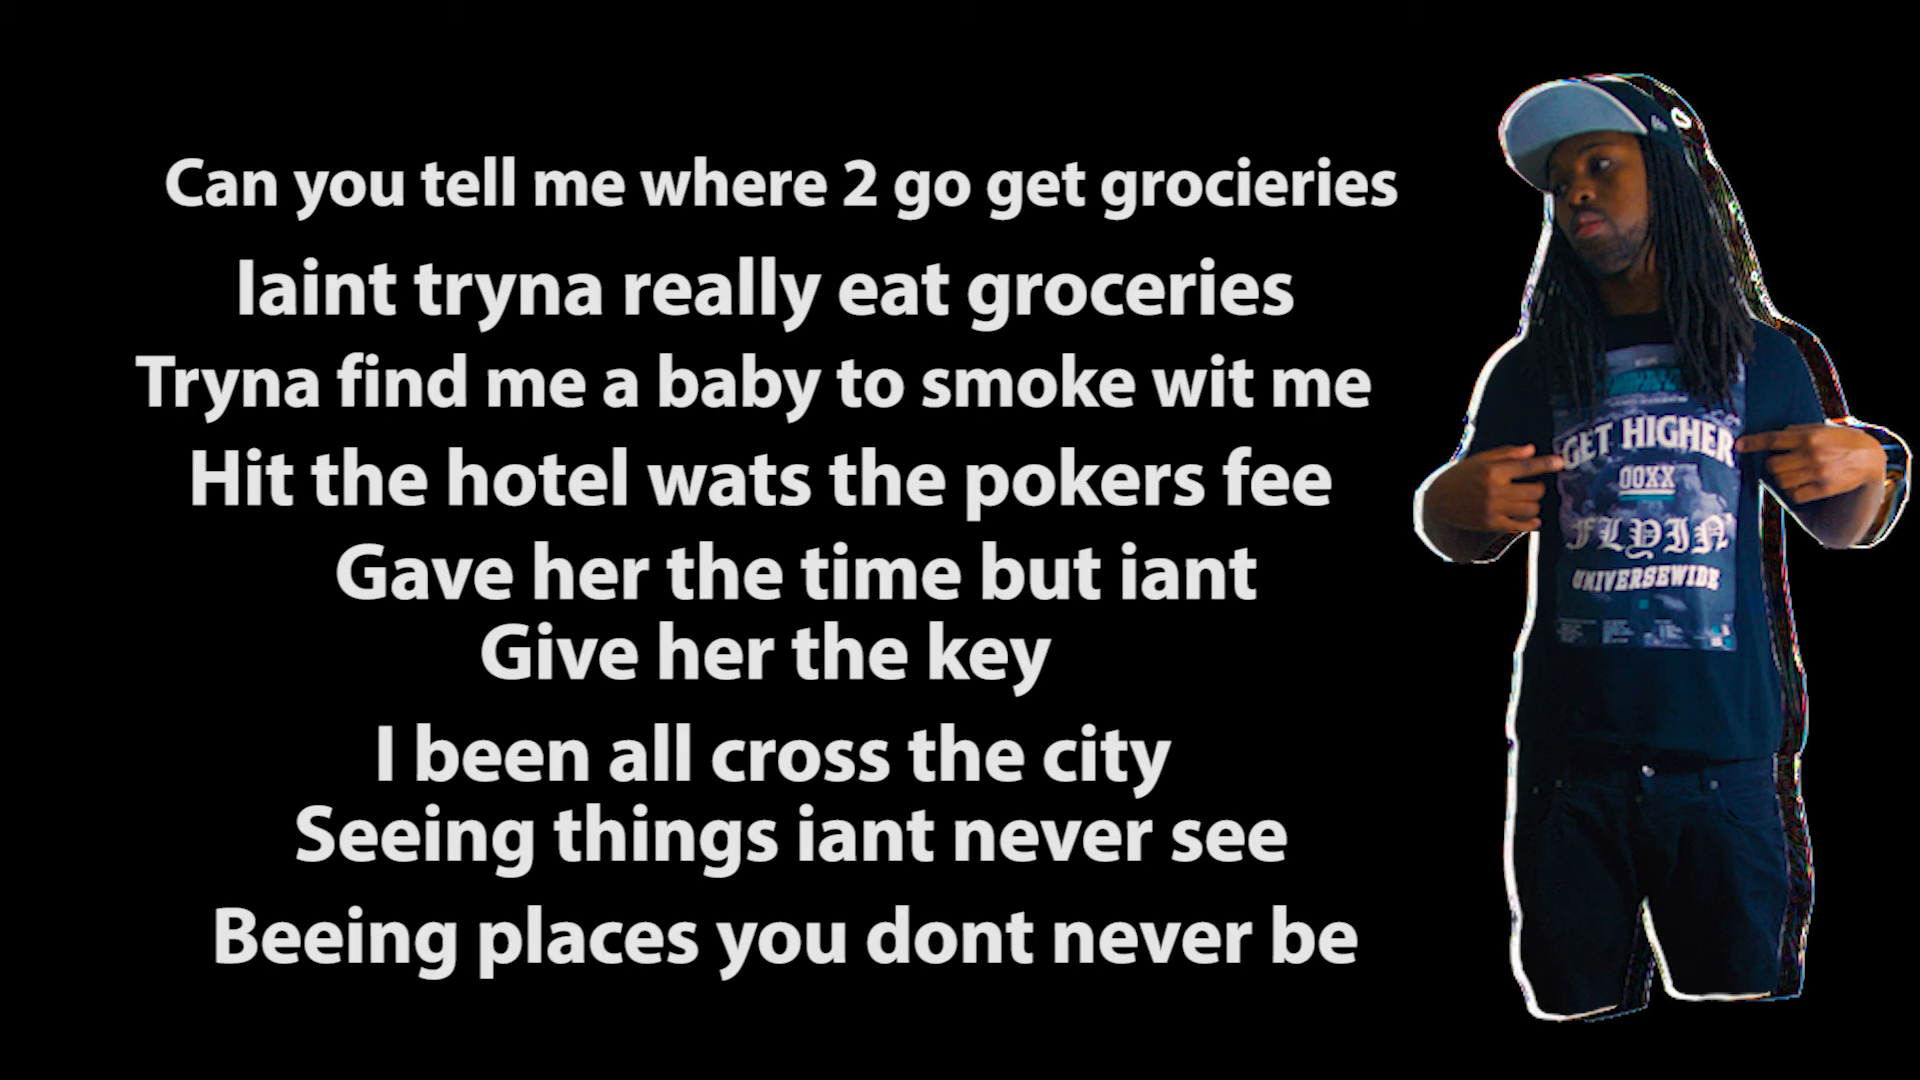 Can you tell me where 2 go get grocieries
Iaint tryna really eat groceries
Tryna find me a baby to smoke wit me
Hit the hotel wats the pokers fee
Gave her the time but iant
Give her the key
I been all cross the city
Seeing things iant never see
Beeing places you dont never be
GET HIGHER
00XX
FLYIN'
UNIVERSEWIDE